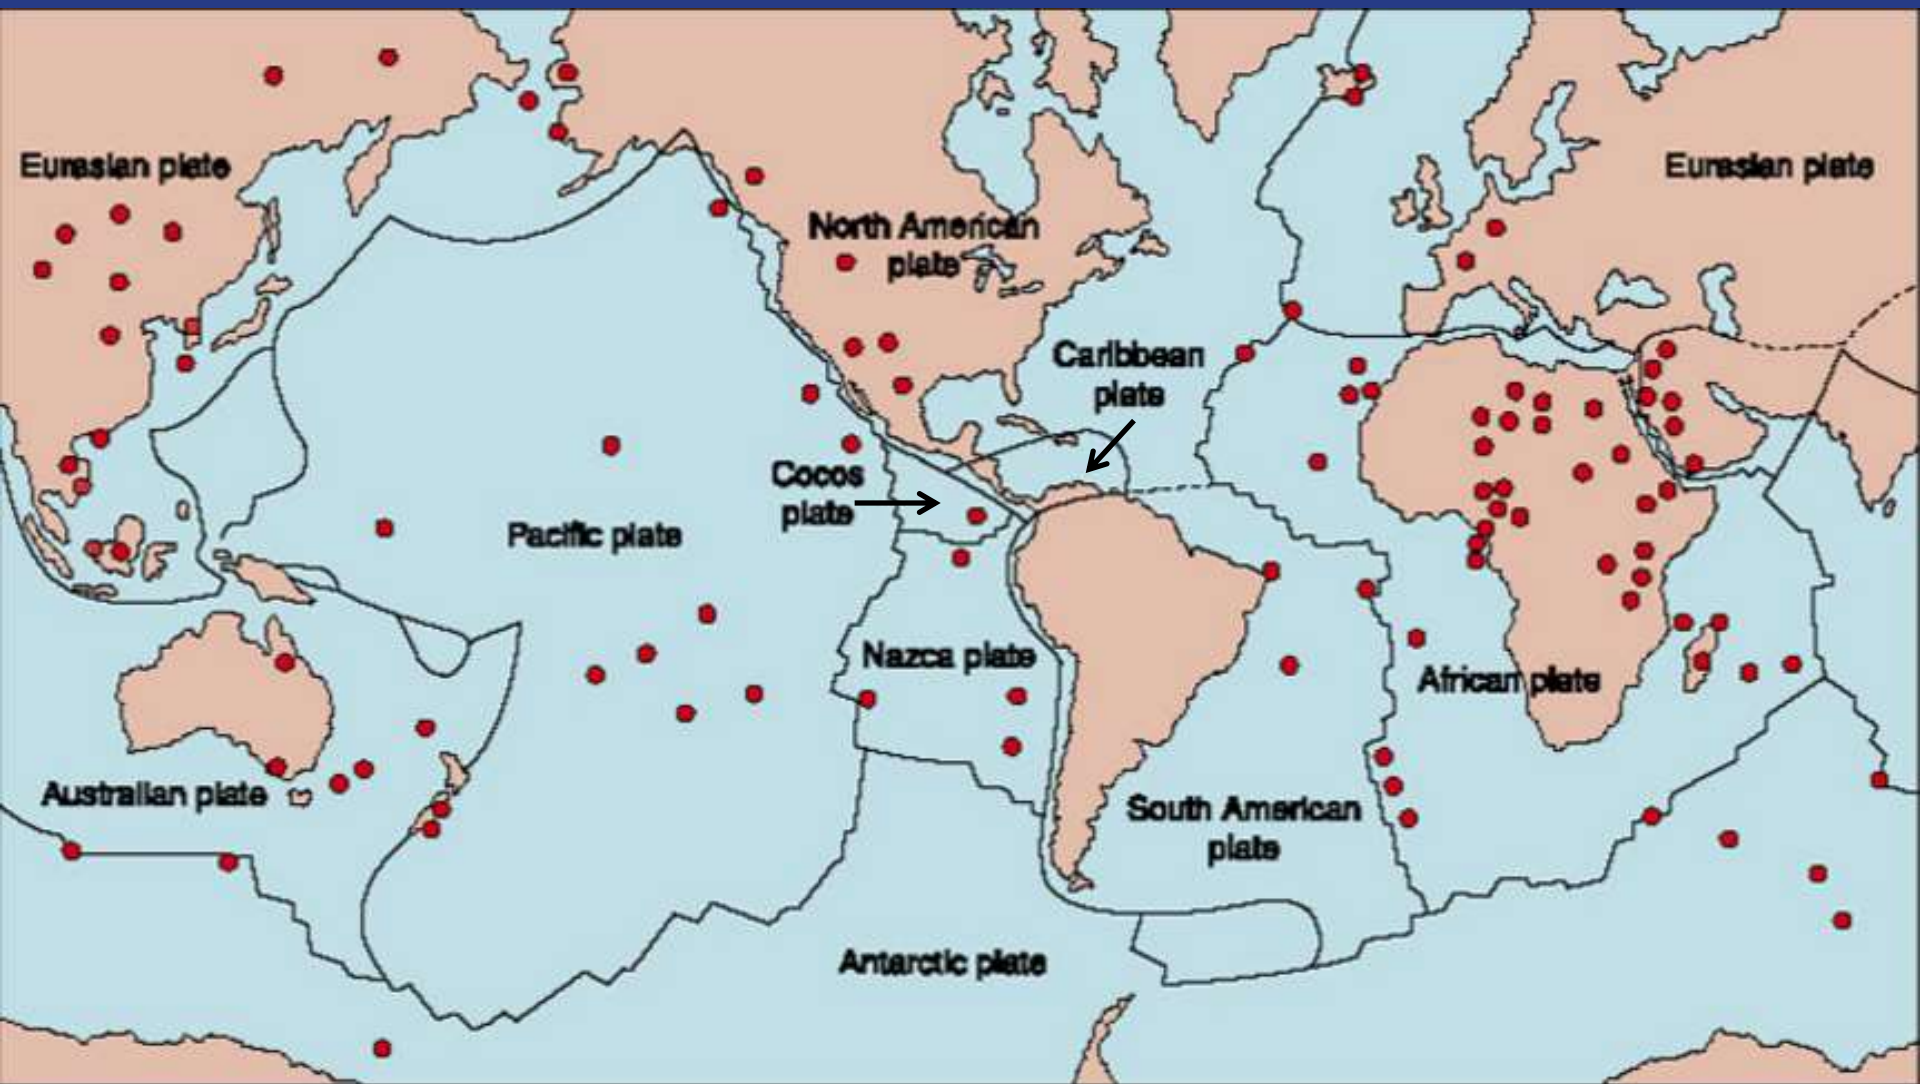 Eurasian plate
Eurasian plate
North American
plate
Caribbean
plate
Cocos
plate
Pacific plate
Nazca plate
African plate
Australian plate
South American
plate
Antarctic plate